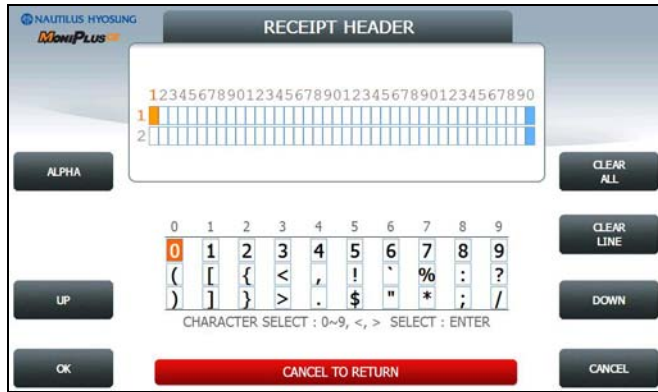 NAUTILUS HYOSUNG
MoniPlus CE
RECEIPT HEADER
1234567890123456789012345678901234567890
1
2
ALPHA
CLEAR ALL
0 1 2 3 4 5 6 7 8 9
0 1 2 3 4 5 6 7 8 9
( [ { < , ! ` % : ?
) ] } > . $ " * ; /
CLEAR LINE
UP
DOWN
CHARACTER SELECT : 0~9, <, > SELECT : ENTER
OK
CANCEL TO RETURN
CANCEL